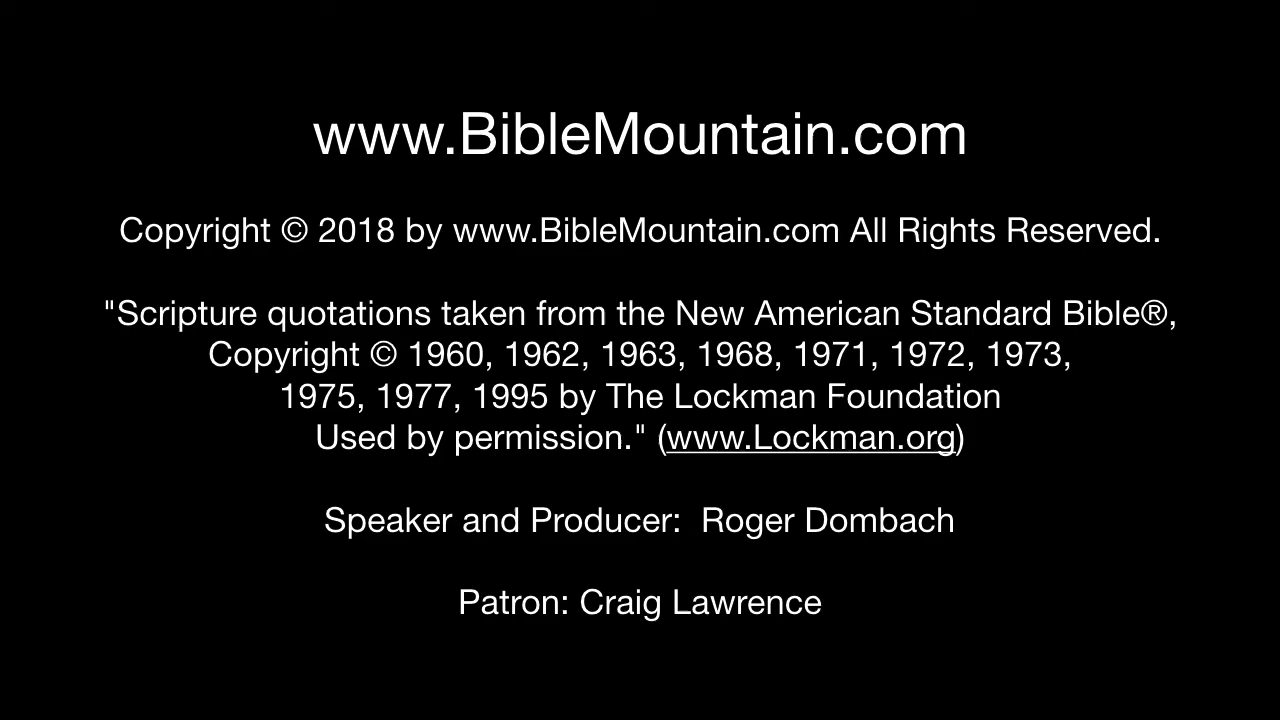 www.BibleMountain.com
Copyright © 2018 by www.BibleMountain.com All Rights Reserved.
"Scripture quotations taken from the New American Standard Bible®,
Copyright © 1960, 1962, 1963, 1968, 1971, 1972, 1973,
1975, 1977, 1995 by The Lockman Foundation
Used by permission." (www.Lockman.org)
Speaker and Producer:  Roger Dombach
Patron: Craig Lawrence